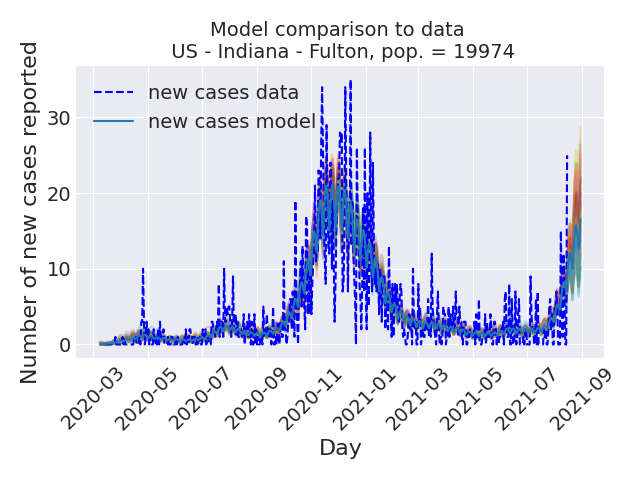 Model comparison to data
US - Indiana - Fulton, pop. = 19974
Number of new cases reported
new cases data
new cases model
30
20
10
0
2020-03
2020-05
2020-07
2020-09
2020-11
2021-01
2021-03
2021-05
2021-07
2021-09
Day